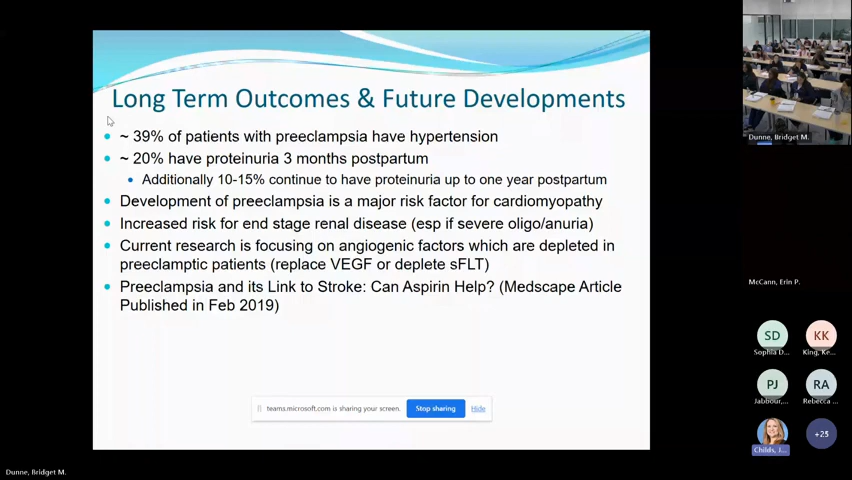 Long Term Outcomes & Future Developments
~ 39% of patients with preeclampsia have hypertension
~ 20% have proteinuria 3 months postpartum
Additionally 10-15% continue to have proteinuria up to one year postpartum
Development of preeclampsia is a major risk factor for cardiomyopathy
Increased risk for end stage renal disease (esp if severe oligo/anuria)
Current research is focusing on angiogenic factors which are depleted in
preeclamptic patients (replace VEGF or deplete sFLT)
Preeclampsia and its Link to Stroke: Can Aspirin Help? (Medscape Article
Published in Feb 2019)
teams.microsoft.com is sharing your screen. Stop sharing Hide
Dunne, Bridget M.
Dunne, Bridget M.
McCann, Erin P.
SD KK
Sophia D... King, Ke...
PJ RA
Jabbour,... Rebecca ...
+25
Childs, J...